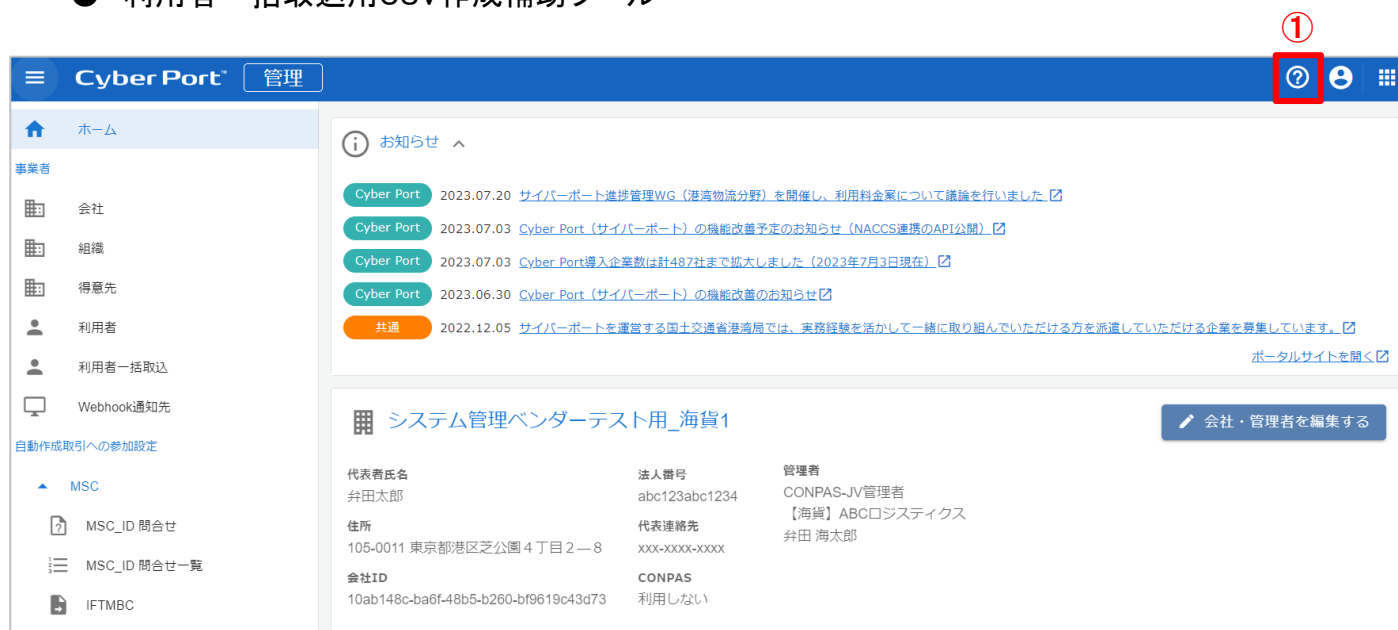 ● 利用者一括取込用CSV作成補助ツール
①
Cyber Port™ 管理
ホーム
事業者
会社
組織
得意先
利用者
利用者一括取込
Webhook通知先
自動作成取引への参加設定
MSC
MSC_ID 問合せ
MSC_ID 問合せ一覧
IFTMBC
お知らせ
Cyber Port 2023.07.20 サイバーポート進捗管理WG（港湾物流分野）を開催し、利用料金案について議論を行いました
Cyber Port 2023.07.03 Cyber Port（サイバーポート）の機能改善予定のお知らせ（NACCS連携のAPI公開）
Cyber Port 2023.07.03 Cyber Port導入企業数は計487社まで拡大しました（2023年7月3日現在）
Cyber Port 2023.06.30 Cyber Port（サイバーポート）の機能改善のお知らせ
共通 2022.12.05 サイバーポートを運営する国土交通省港湾局では、実務経験を活かして一緒に取り組んでいただける方を派遣していただける企業を募集しています。
ポータルサイトを開く
システム管理ベンダーテスト用_海貨1
会社・管理者を編集する
代表者氏名
弁田太郎
住所
105-0011 東京都港区芝公園４丁目２―８
会社ID
10ab148c-ba6f-48b5-b260-bf9619c43d73
法人番号
abc123abc1234
代表連絡先
xxx-xxxx-xxxx
CONPAS
利用しない
管理者
CONPAS-JV管理者
【海貨】ABCロジスティクス
弁田 海太郎